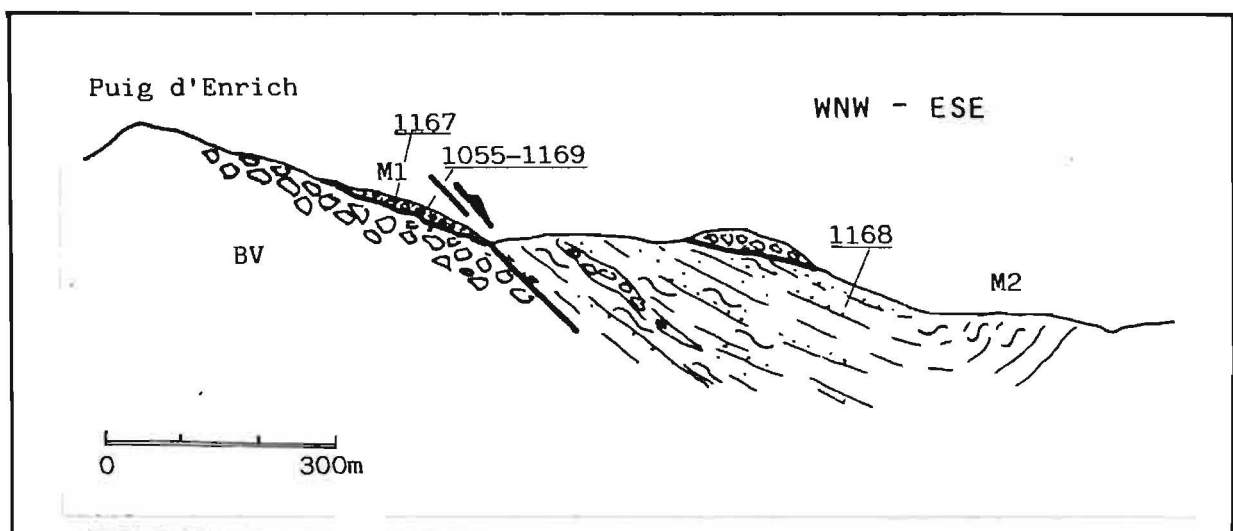 Puig d'Enrich
WNW - ESE
1167
1055-1169
M1
1168
BV
M2
0 300m